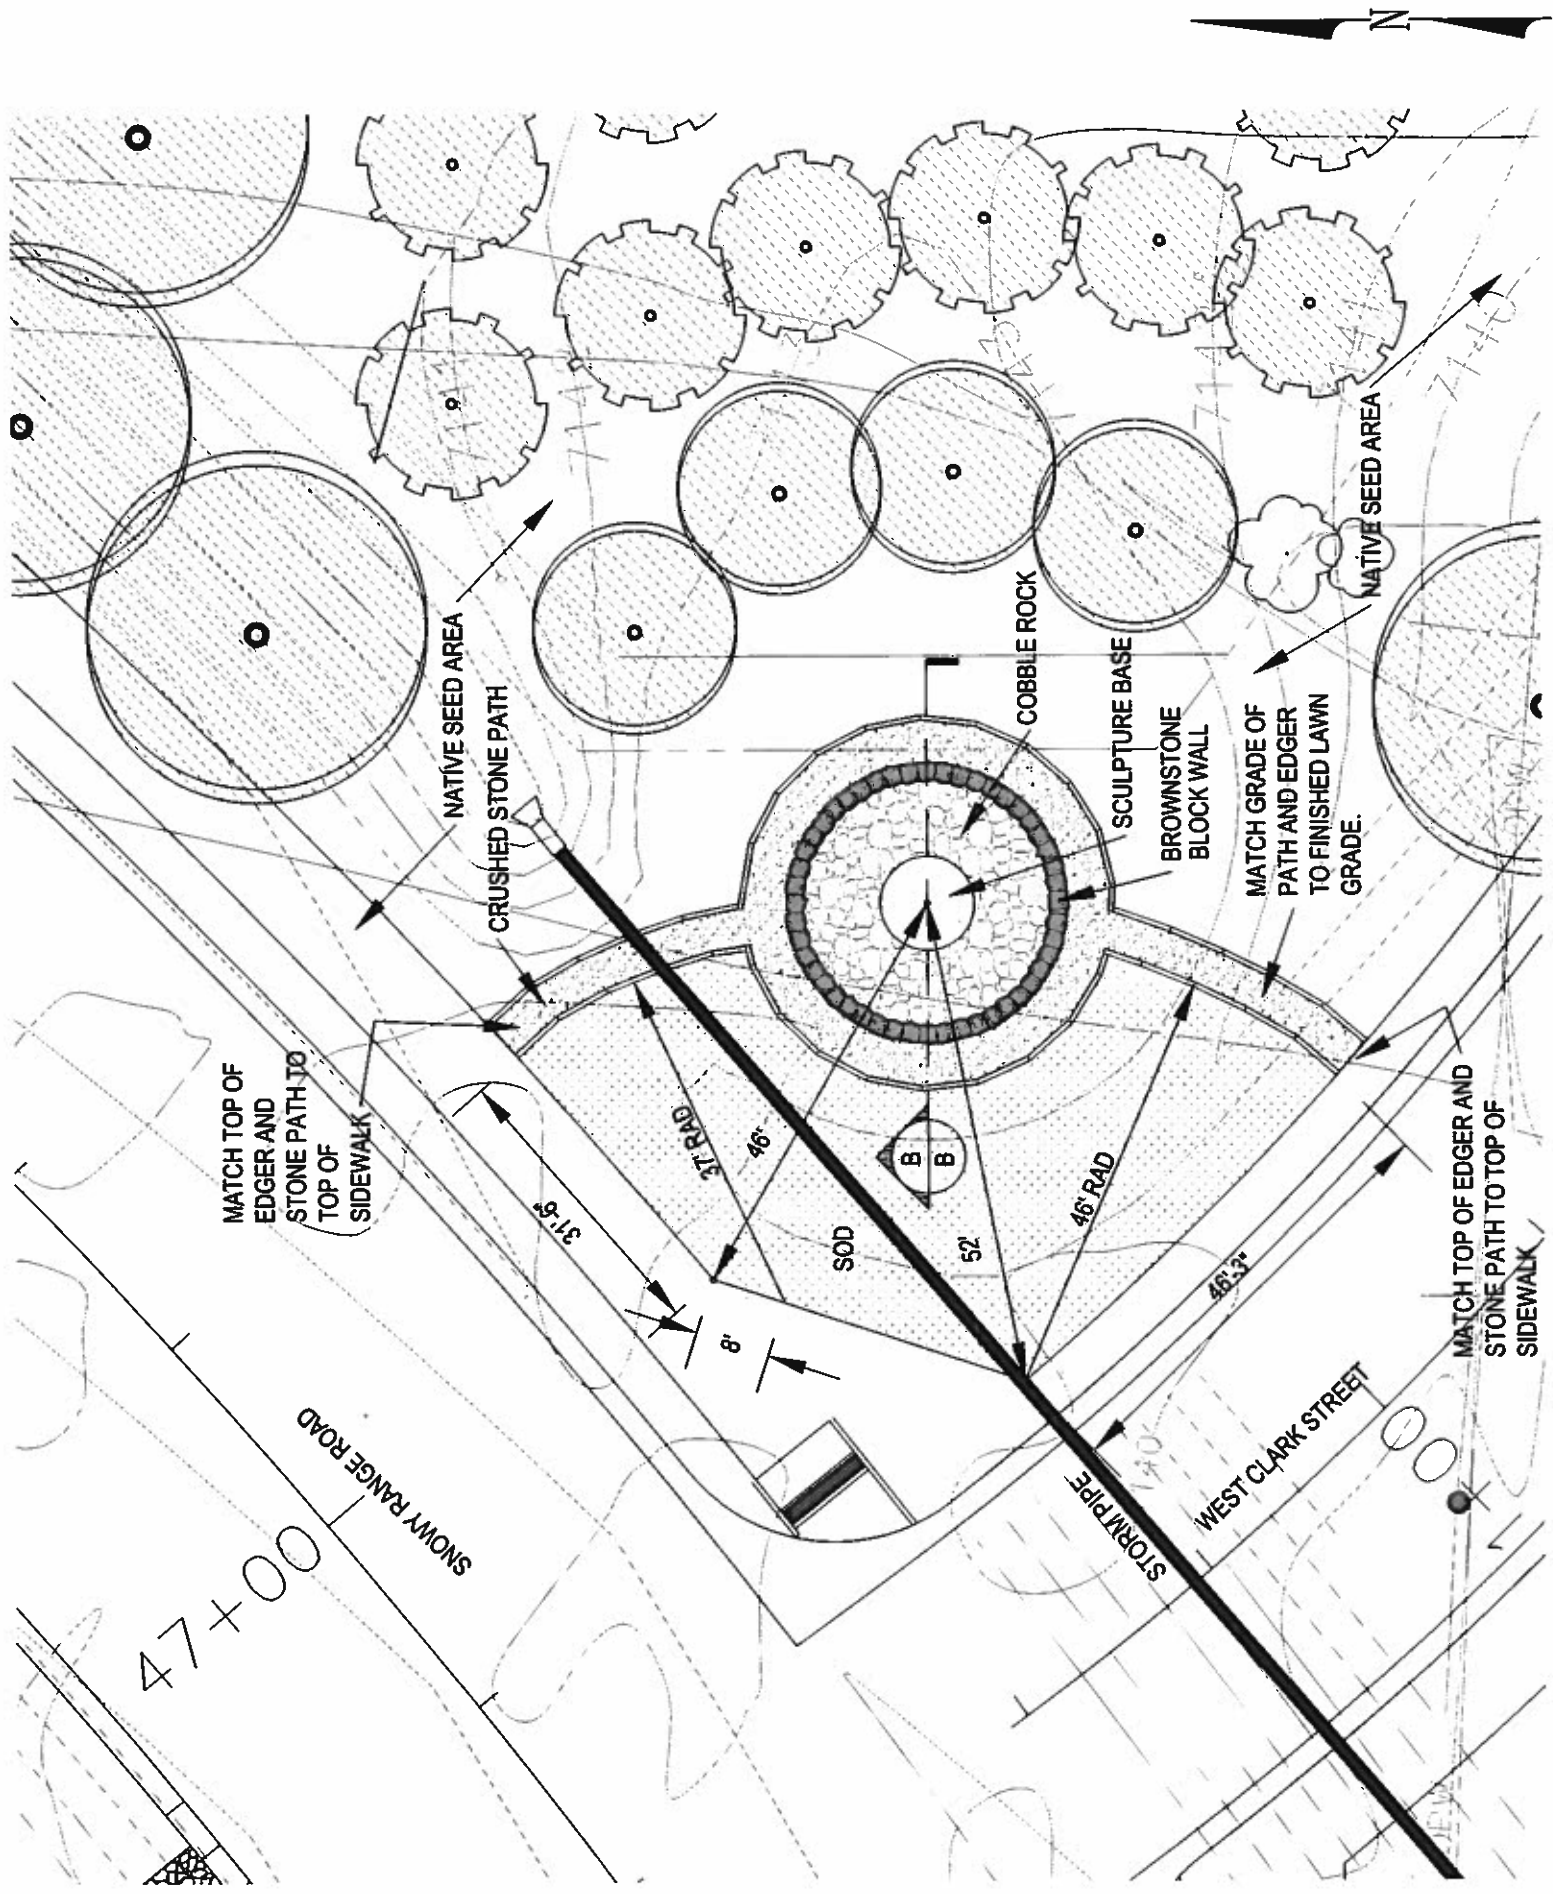 N
NATIVE SEED AREA
CRUSHED STONE PATH
COBBLE ROCK
SCULPTURE BASE
BROWNSTONE
BLOCK WALL
MATCH GRADE OF
PATH AND EDGER
TO FINISHED LAWN
GRADE.
NATIVE SEED AREA
MATCH TOP OF
EDGER AND
STONE PATH TO
TOP OF
SIDEWALK
31'-6"
37' RAD
46'
8'
SOD
B
B
52'
46' RAD
46'-3"
MATCH TOP OF EDGER AND
STONE PATH TO TOP OF
SIDEWALK
SNOWY RANGE ROAD
47+00
STORM PIPE
WEST CLARK STREET
00